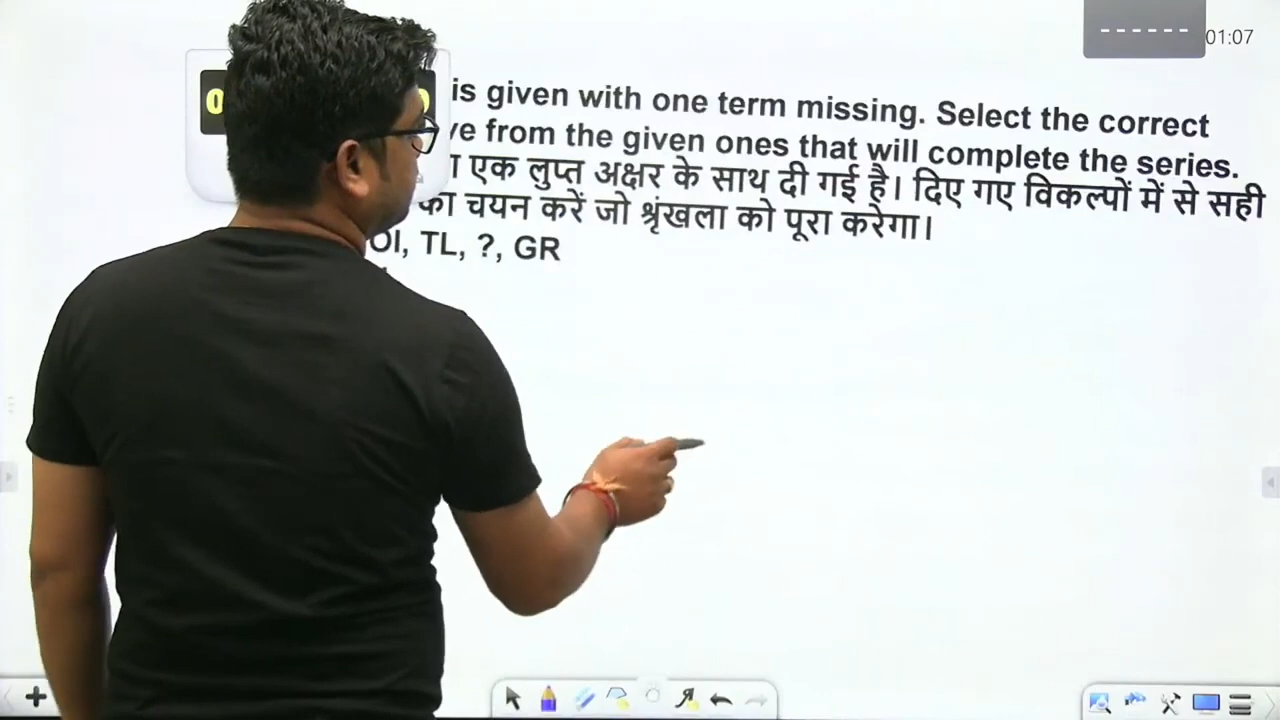 01:07
is given with one term missing. Select the correct
from the given ones that will complete the series.
एक लुप्त अक्षर के साथ दी गई है। दिए गए विकल्पों में से सही
का चयन करें जो श्रृंखला को पूरा करेगा।
OI, TL, ?, GR